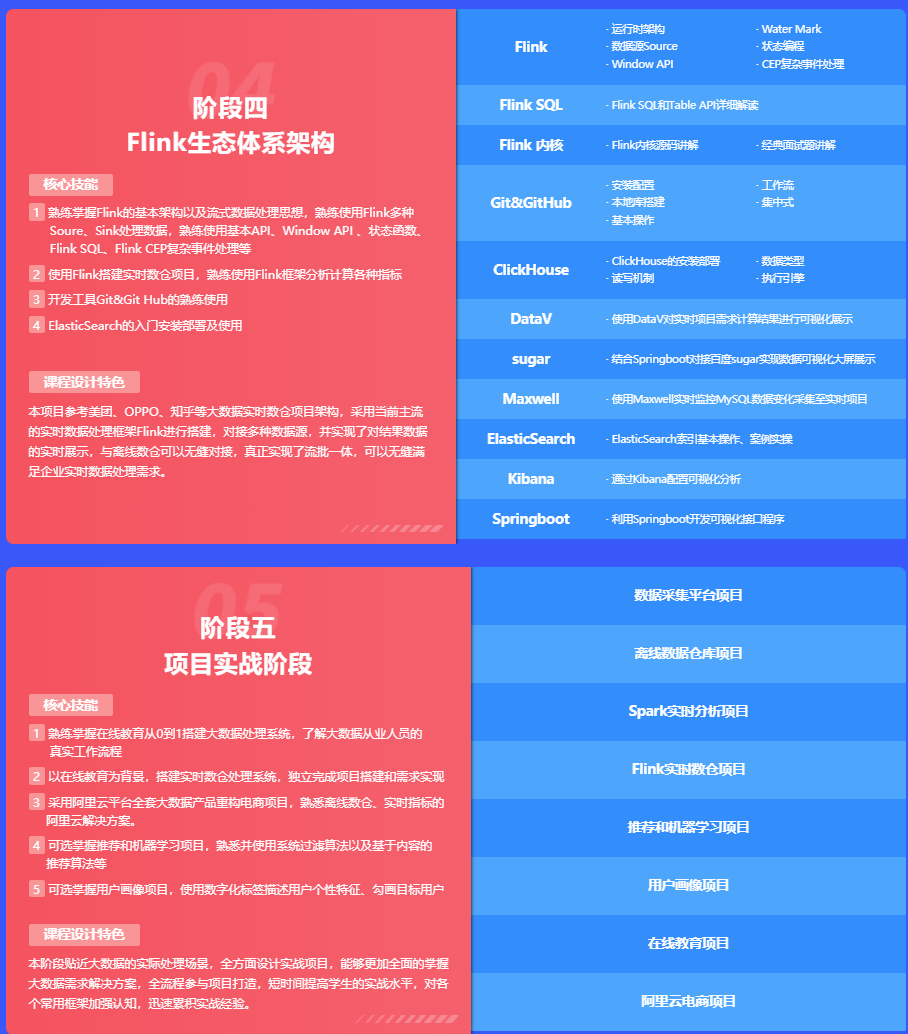 04
阶段四
Flink生态体系架构
核心技能
1 熟练掌握Flink的基本架构以及流式数据处理思想，熟练使用Flink多种
Soure、Sink处理数据，熟练使用基本API、Window API 、状态函数、
Flink SQL、Flink CEP复杂事件处理等
2 使用Flink搭建实时数仓项目，熟练使用Flink框架分析计算各种指标
3 开发工具Git&Git Hub的熟练使用
4 ElasticSearch的入门安装部署及使用
课程设计特色
本项目参考美团、OPPO、知乎等大数据实时数仓项目架构，采用当前主流
的实时数据处理框架Flink进行搭建，对接多种数据源，并实现了对结果数据
的实时展示，与离线数仓可以无缝对接，真正实现了流批一体，可以无缝满
足企业实时数据处理需求。
Flink
· 运行时架构
· Water Mark
· 数据源Source
· 状态编程
· Window API
· CEP复杂事件处理
Flink SQL
· Flink SQL和Table API详细解读
Flink 内核
· Flink内核源码讲解
· 经典面试题讲解
Git&GitHub
· 安装配置
· 工作流
· 本地库搭建
· 集中式
· 基本操作
ClickHouse
· ClickHouse的安装部署
· 数据类型
· 读写机制
· 执行引擎
DataV
· 使用DataV对实时项目需求计算结果进行可视化展示
sugar
· 结合Springboot对接百度sugar实现数据可视化大屏展示
Maxwell
· 使用Maxwell实时监控MySQL数据变化采集至实时项目
ElasticSearch
· ElasticSearch索引基本操作、案例实操
Kibana
· 通过Kibana配置可视化分析
Springboot
· 利用Springboot开发可视化接口程序
05
阶段五
项目实战阶段
核心技能
1 熟练掌握在线教育从0到1搭建大数据处理系统，了解大数据从业人员的
真实工作流程
2 以在线教育为背景，搭建实时数仓处理系统，独立完成项目搭建和需求实现
3 采用阿里云平台全套大数据产品重构电商项目，熟悉离线数仓、实时指标的
阿里云解决方案。
4 可选掌握推荐和机器学习项目，熟悉并使用系统过滤算法以及基于内容的
推荐算法等
5 可选掌握用户画像项目，使用数字化标签描述用户个性特征、勾画目标用户
课程设计特色
本阶段贴近大数据的实际处理场景，全方面设计实战项目，能够更加全面的掌握
大数据需求解决方案，全流程参与项目打造，短时间提高学生的实战水平，对各
个常用框架加强认知，迅速累积实战经验。
数据采集平台项目
离线数据仓库项目
Spark实时分析项目
Flink实时数仓项目
推荐和机器学习项目
用户画像项目
在线教育项目
阿里云电商项目